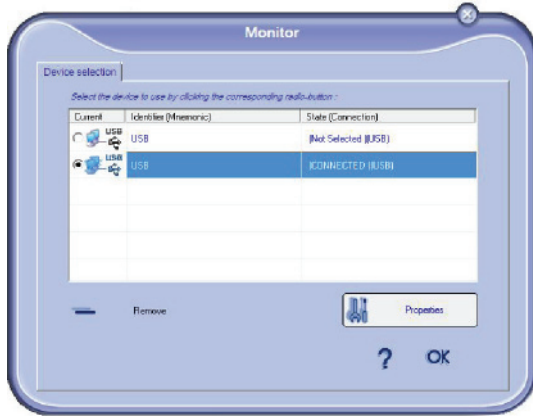 Monitor
Device selection
Select the device to use by clicking the corresponding radio-button :
Current Identifier (Mnemonic) State (Connection)
USB USB (Not Selected )(USB)
USB USB (CONNECTED )(USB)
Remove Properties
? OK